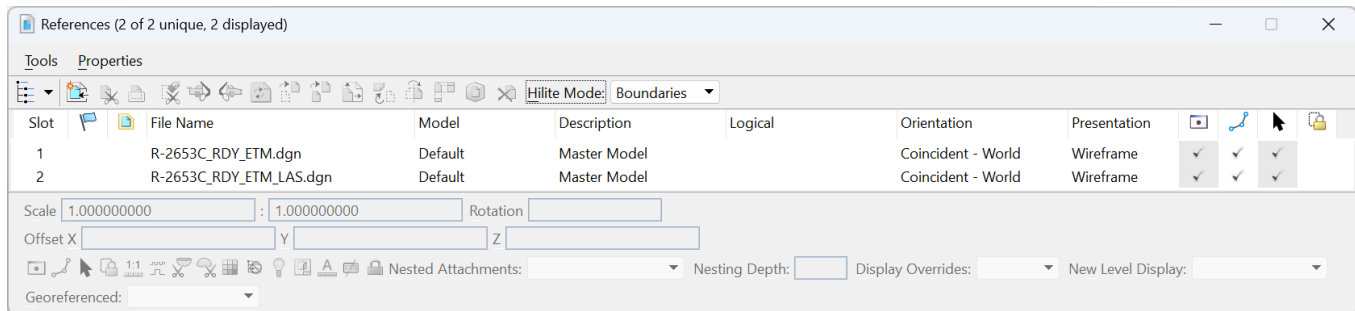 References (2 of 2 unique, 2 displayed)
Tools Properties
Hilite Mode: Boundaries
Slot File Name Model Description Logical Orientation Presentation
1 R-2653C_RDY_ETM.dgn Default Master Model Coincident - World Wireframe
2 R-2653C_RDY_ETM_LAS.dgn Default Master Model Coincident - World Wireframe
Scale 1.000000000 : 1.000000000 Rotation
Offset X Y Z
1:1 A Nested Attachments: Nesting Depth: Display Overrides: New Level Display:
Georeferenced: